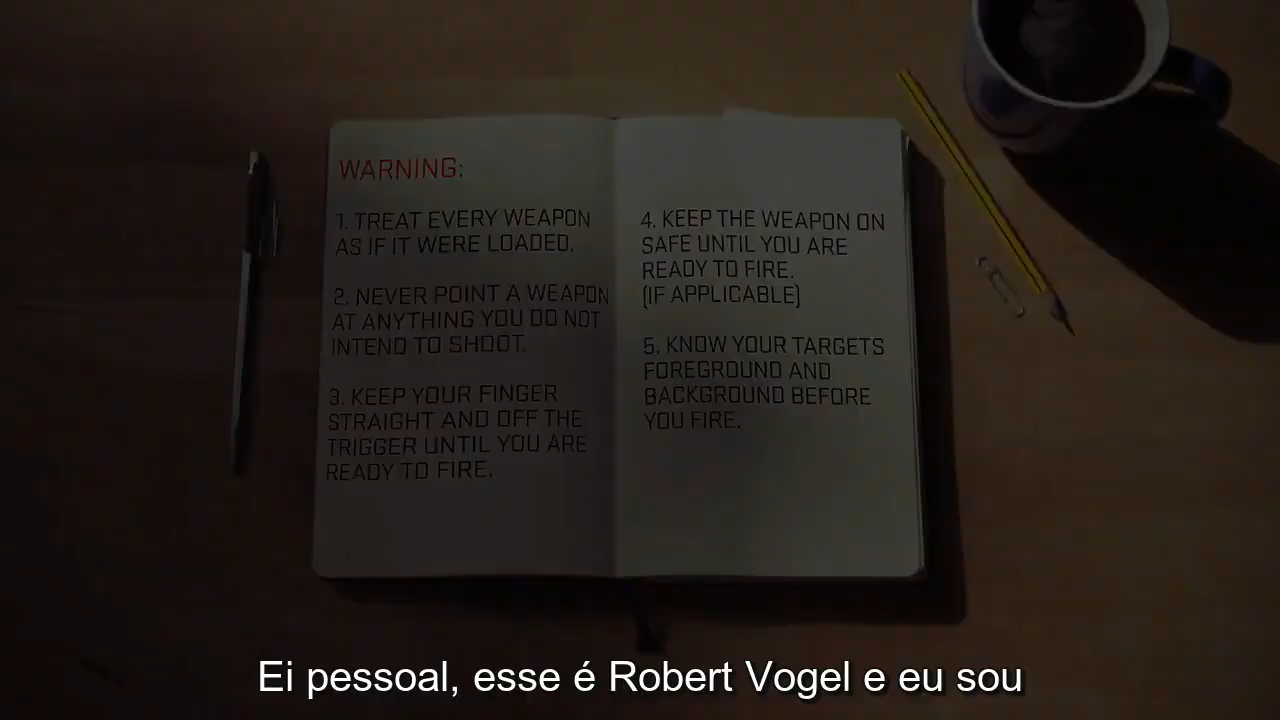 WARNING:
1. TREAT EVERY WEAPON
AS IF IT WERE LOADED.
2. NEVER POINT A WEAPON
AT ANYTHING YOU DO NOT
INTEND TO SHOOT.
3. KEEP YOUR FINGER
STRAIGHT AND OFF THE
TRIGGER UNTIL YOU ARE
READY TO FIRE.
4. KEEP THE WEAPON ON
SAFE UNTIL YOU ARE
READY TO FIRE.
(IF APPLICABLE)
5. KNOW YOUR TARGETS
FOREGROUND AND
BACKGROUND BEFORE
YOU FIRE.
Ei pessoal, esse é Robert Vogel e eu sou